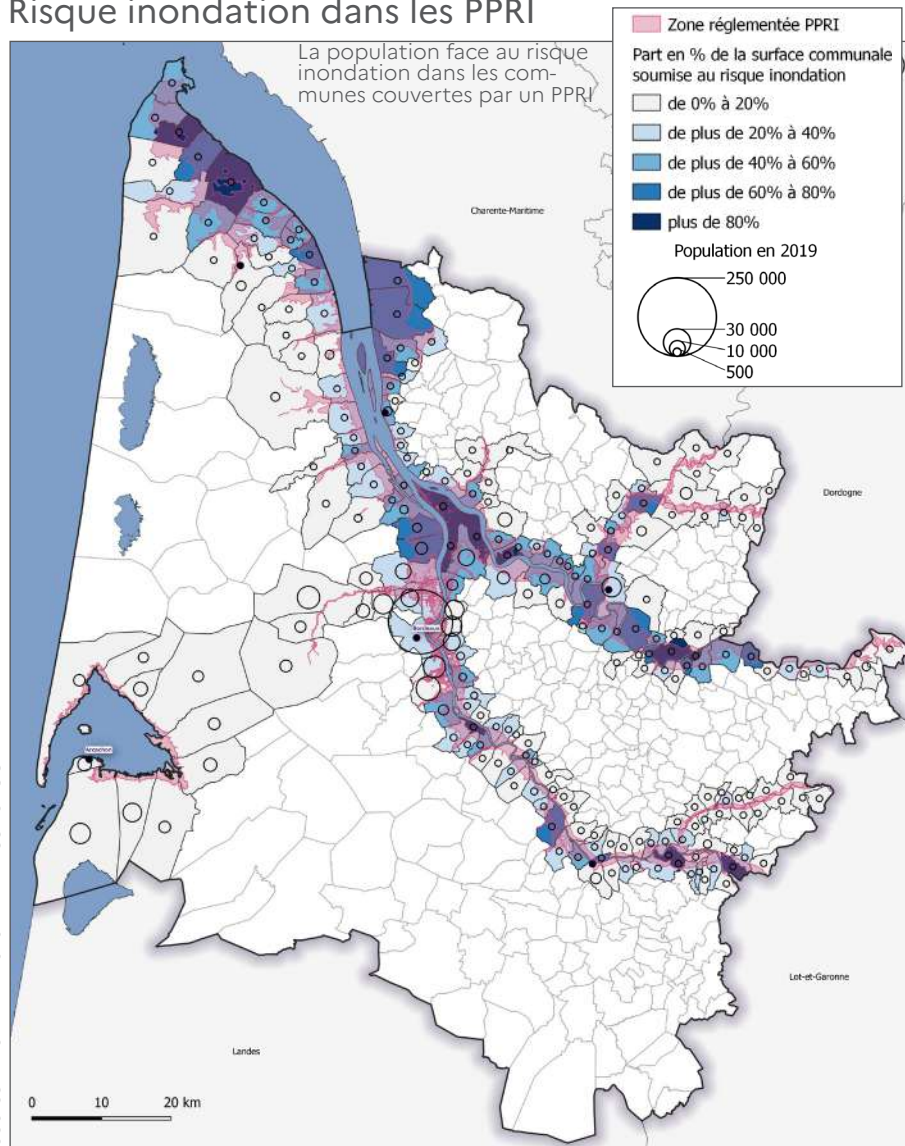 Risque inondation dans les PPRI
La population face au risque
inondation dans les com-
munes couvertes par un PPRI
Zone réglementée PPRI
Part en % de la surface communale
soumise au risque inondation
de 0% à 20%
de plus de 20% à 40%
de plus de 40% à 60%
de plus de 60% à 80%
plus de 80%
Population en 2019
250 000
30 000
10 000
500
Charente-Maritime
Dordogne
Bordeaux
Arcachon
Lot-et-Garonne
Landes
0 10 20 km